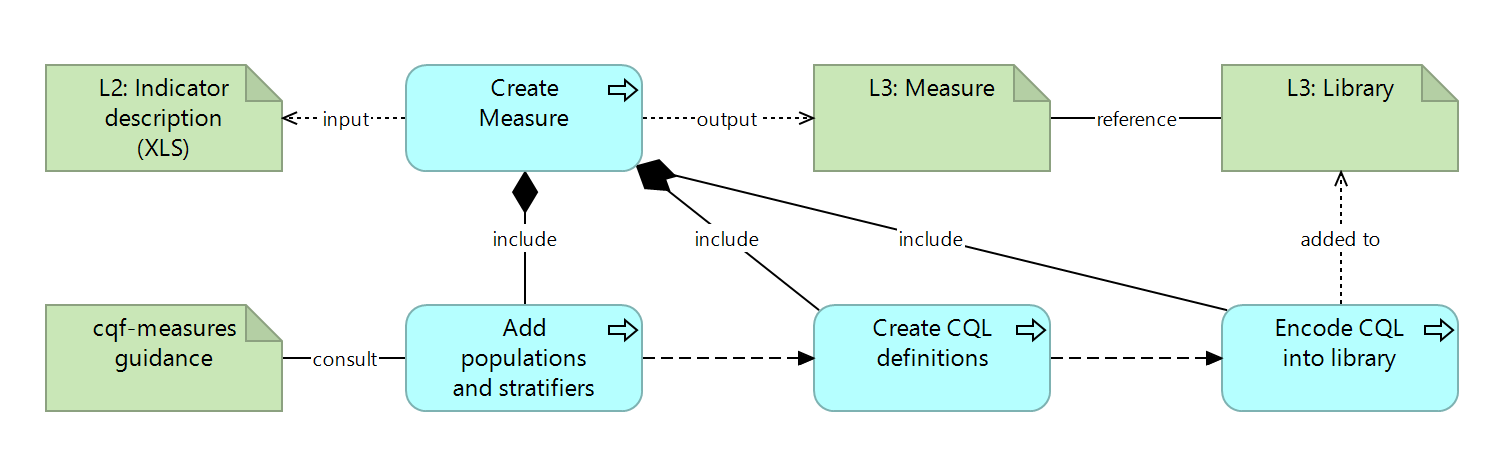 L2: Indicator
description
(XLS)
input
Create
Measure
output
L3: Measure
reference
L3: Library
include
include
include
added to
cqf-measures
guidance
consult
Add
populations
and stratifiers
Create CQL
definitions
Encode CQL
into library